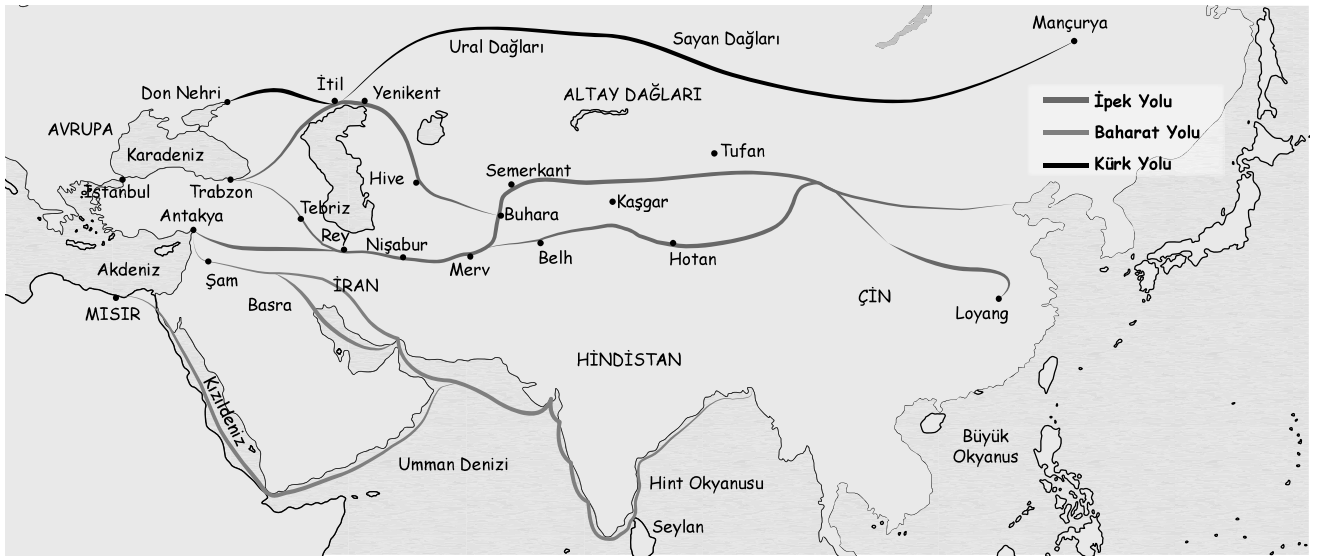 Mançurya
Ural Dağları
Sayan Dağları
İtil
Don Nehri
Yenikent
ALTAY DAĞLARI
İpek Yolu
Baharat Yolu
Kürk Yolu
AVRUPA
Karadeniz
Tufan
Semerkant
Hive
İstanbul
Trabzon
Kaşgar
Tebriz
Buhara
Antakya
Rey
Nişabur
Merv
Belh
Hotan
Akdeniz
Şam
İRAN
Basra
ÇİN
MISIR
Loyang
HİNDİSTAN
Kızıldeniz
Büyük
Okyanus
Umman Denizi
Hint Okyanusu
Seylan